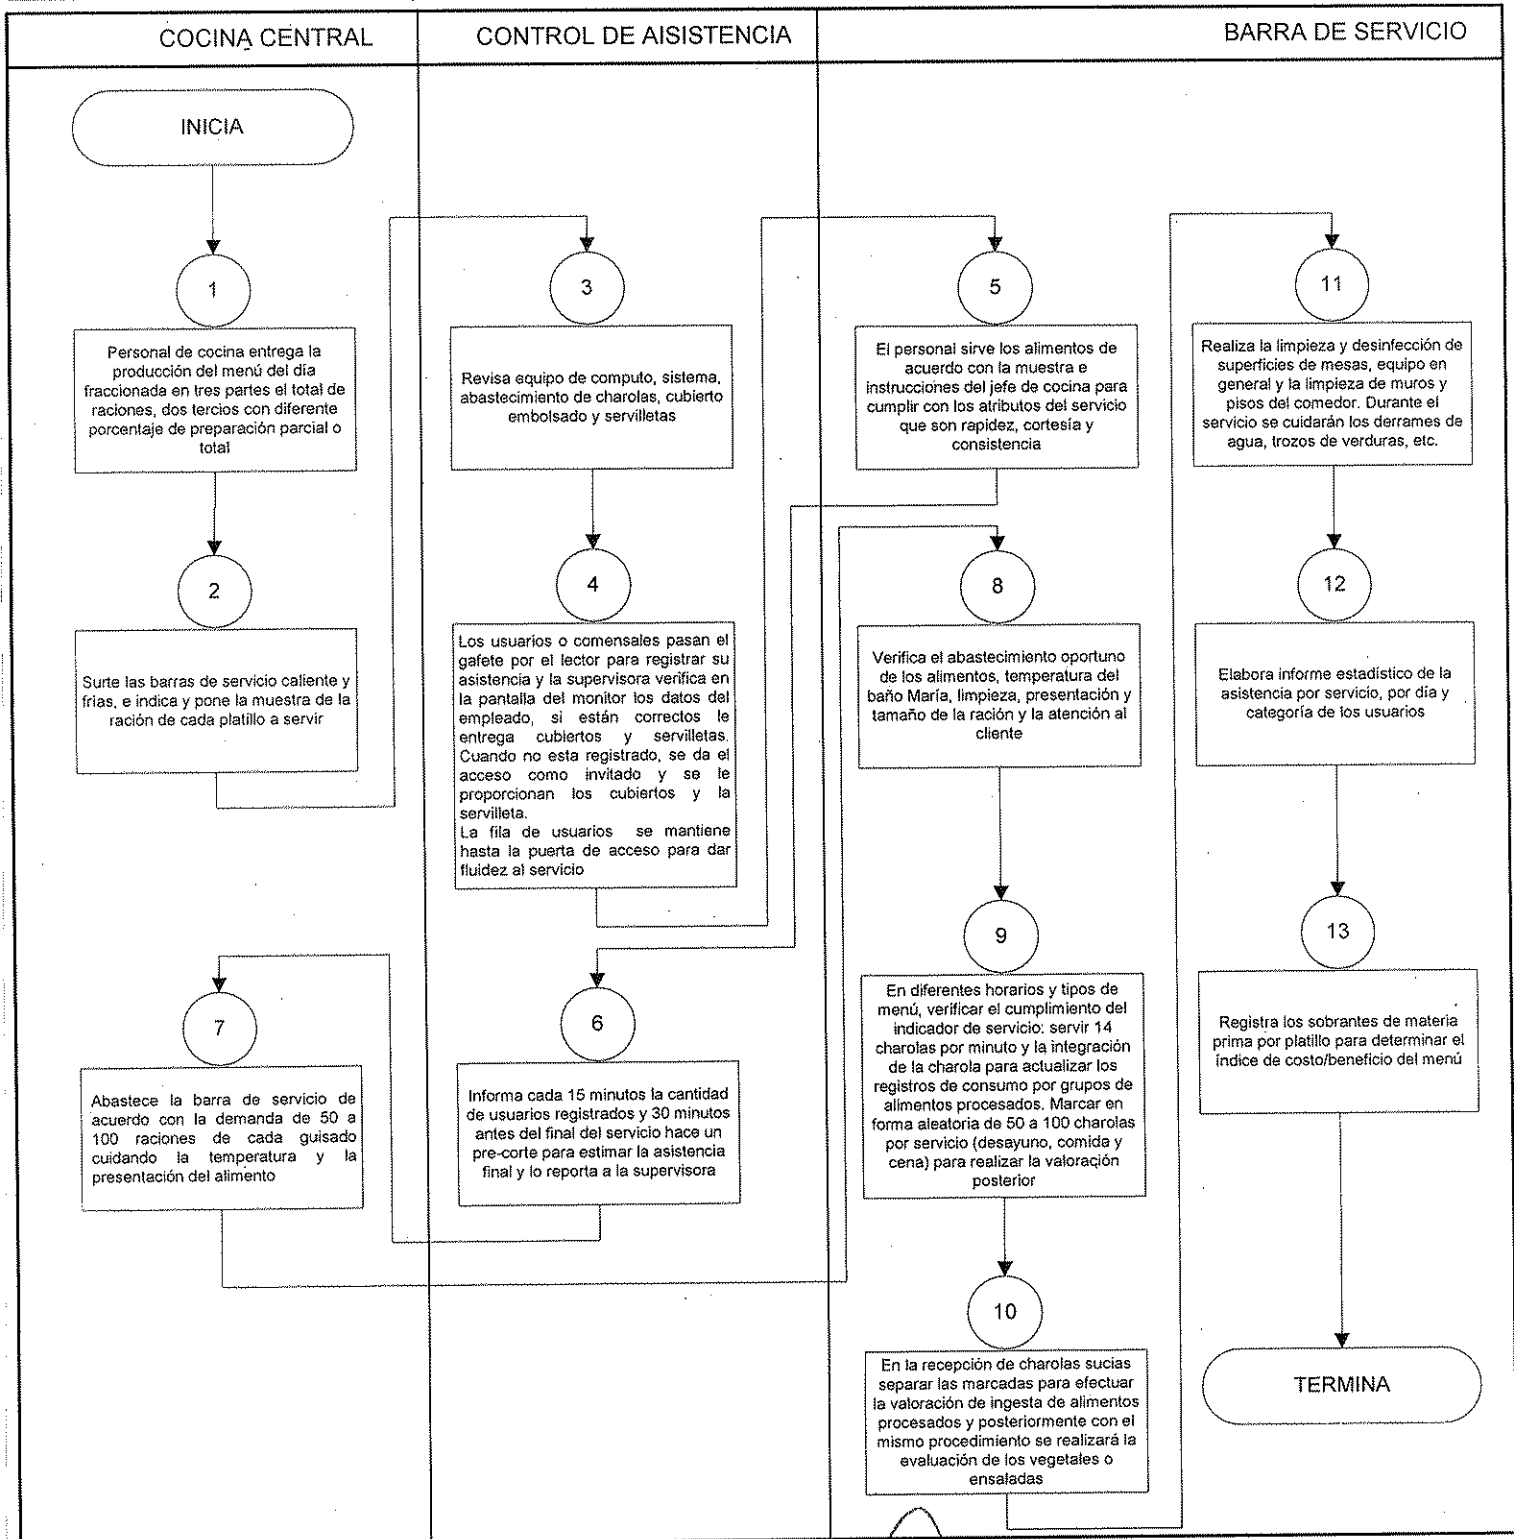 COCINA CENTRAL
CONTROL DE AISISTENCIA
BARRA DE SERVICIO
INICIA
1
Personal de cocina entrega la
producción del menú del día
fraccionada en tres partes el total de
raciones, dos tercios con diferente
porcentaje de preparación parcial o
total
2
Surte las barras de servicio caliente y
frías, e indica y pone la muestra de la
ración de cada platillo a servir
3
Revisa equipo de computo, sistema,
abastecimiento de charolas, cubierto
embolsado y servilletas
4
Los usuarios o comensales pasan el
gafete por el lector para registrar su
asistencia y la supervisora verifica en
la pantalla del monitor los datos del
empleado, si están correctos le
entrega cubiertos y servilletas.
Cuando no esta registrado, se da el
acceso como invitado y se le
proporcionan los cubiertos y la
servilleta.
La fila de usuarios se mantiene
hasta la puerta de acceso para dar
fluidez al servicio
5
El personal sirve los alimentos de
acuerdo con la muestra e
instrucciones del jefe de cocina para
cumplir con los atributos del servicio
que son rapidez, cortesía y
consistencia
6
Informa cada 15 minutos la cantidad
de usuarios registrados y 30 minutos
antes del final del servicio hace un
pre-corte para estimar la asistencia
final y lo reporta a la supervisora
7
Abastece la barra de servicio de
acuerdo con la demanda de 50 a
100 raciones de cada guisado
cuidando la temperatura y la
presentación del alimento
8
Verifica el abastecimiento oportuno
de los alimentos, temperatura del
baño María, limpieza, presentación y
tamaño de la ración y la atención al
cliente
9
En diferentes horarios y tipos de
menú, verificar el cumplimiento del
indicador de servicio: servir 14
charolas por minuto y la integración
de la charola para actualizar los
registros de consumo por grupos de
alimentos procesados. Marcar en
forma aleatoria de 50 a 100 charolas
por servicio (desayuno, comida y
cena) para realizar la valoración
posterior
10
En la recepción de charolas sucias
separar las marcadas para efectuar
la valoración de ingesta de alimentos
procesados y posteriormente con el
mismo procedimiento se realizará la
evaluación de los vegetales o
ensaladas
11
Realiza la limpieza y desinfección de
superficies de mesas, equipo en
general y la limpieza de muros y
pisos del comedor. Durante el
servicio se cuidarán los derrames de
agua, trozos de verduras, etc.
12
Elabora informe estadístico de la
asistencia por servicio, por día y
categoría de los usuarios
13
Registra los sobrantes de materia
prima por platillo para determinar el
índice de costo/beneficio del menú
TERMINA